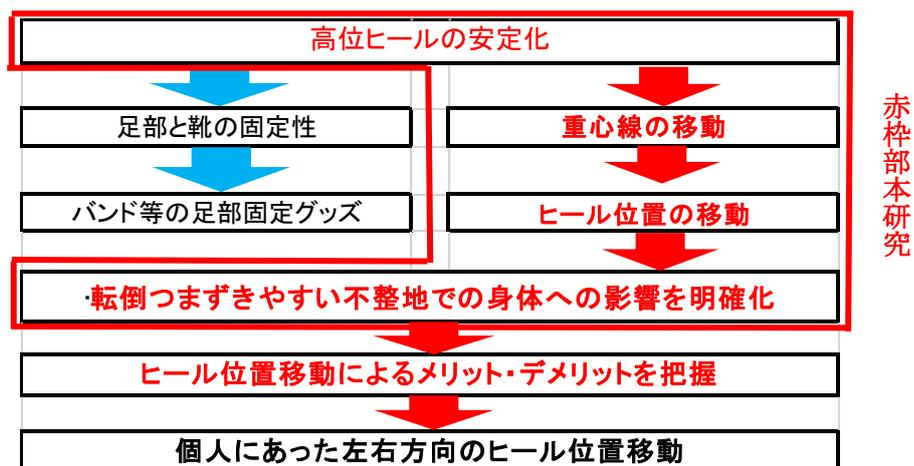 高位ヒールの安定化
足部と靴の固定性
重心線の移動
バンド等の足部固定グッズ
ヒール位置の移動
・転倒つまずきやすい不整地での身体への影響を明確化
ヒール位置移動によるメリット・デメリットを把握
個人にあった左右方向のヒール位置移動
赤枠部本研究